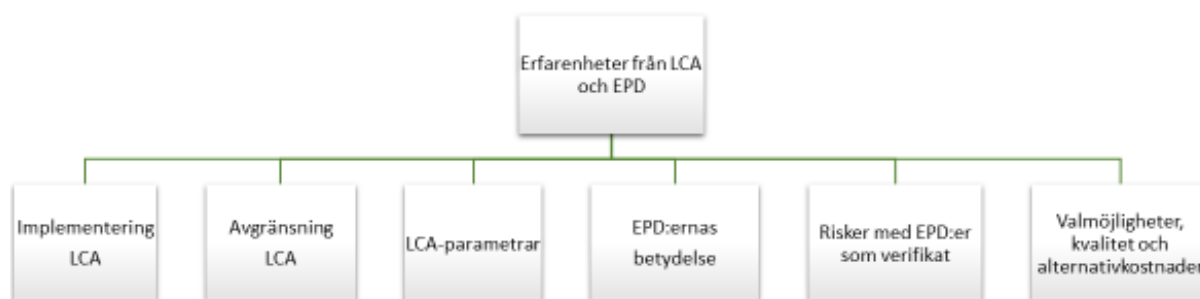 Erfarenheter från LCA
och EPD
Implementering
LCA
Avgränsning
LCA
LCA-parametrar
EPD:ernas
betydelse
Risker med EPD:er
som verifikat
Valmöjligheter,
kvalitet och
alternativkostnader